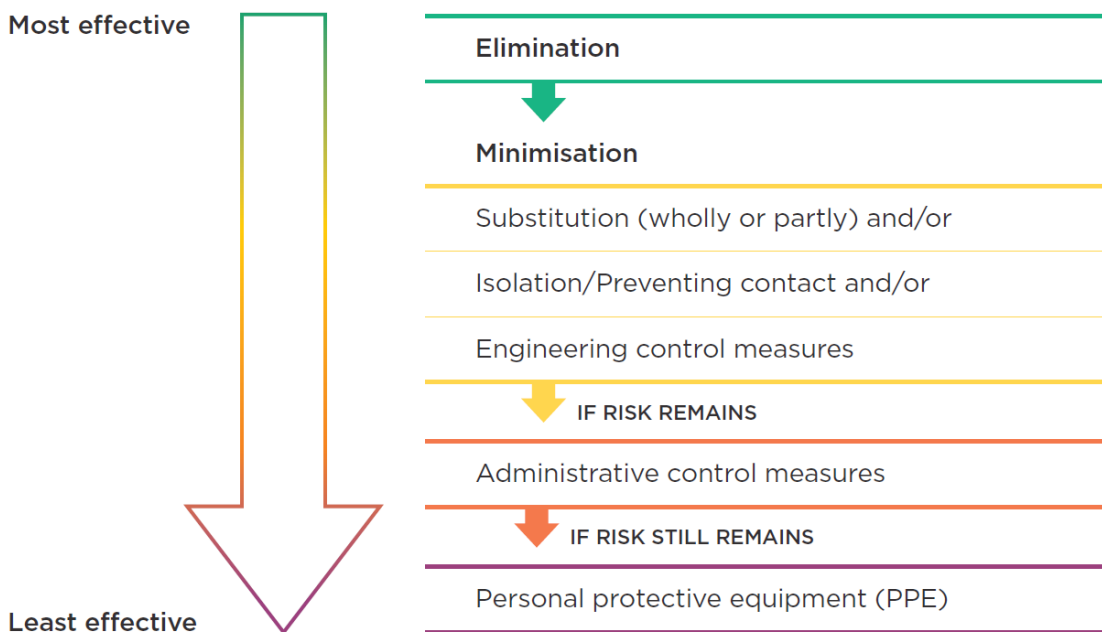 Most effective
Elimination
Minimisation
Substitution (wholly or partly) and/or
Isolation/Preventing contact and/or
Engineering control measures
IF RISK REMAINS
Administrative control measures
IF RISK STILL REMAINS
Personal protective equipment (PPE)
Least effective